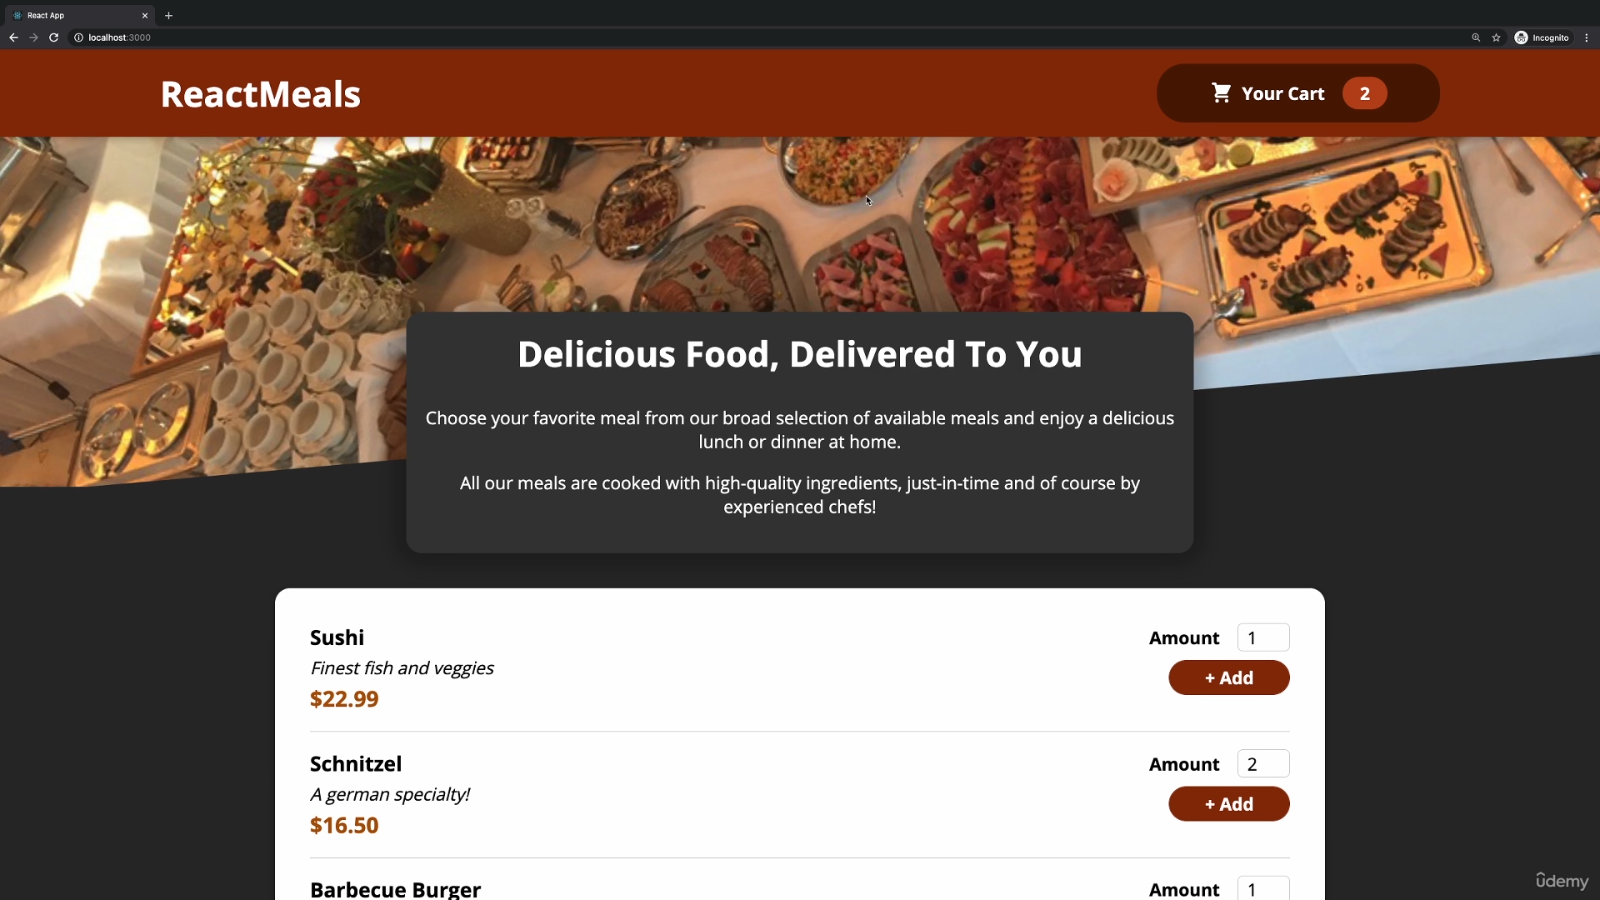 React App
localhost:3000
Incognito
ReactMeals
Your Cart 2
Delicious Food, Delivered To You
Choose your favorite meal from our broad selection of available meals and enjoy a delicious
lunch or dinner at home.
All our meals are cooked with high-quality ingredients, just-in-time and of course by
experienced chefs!
Sushi
Amount 1
Finest fish and veggies
+ Add
$22.99
Schnitzel
Amount 2
A german specialty!
+ Add
$16.50
Barbecue Burger
Amount 1
ûdemy